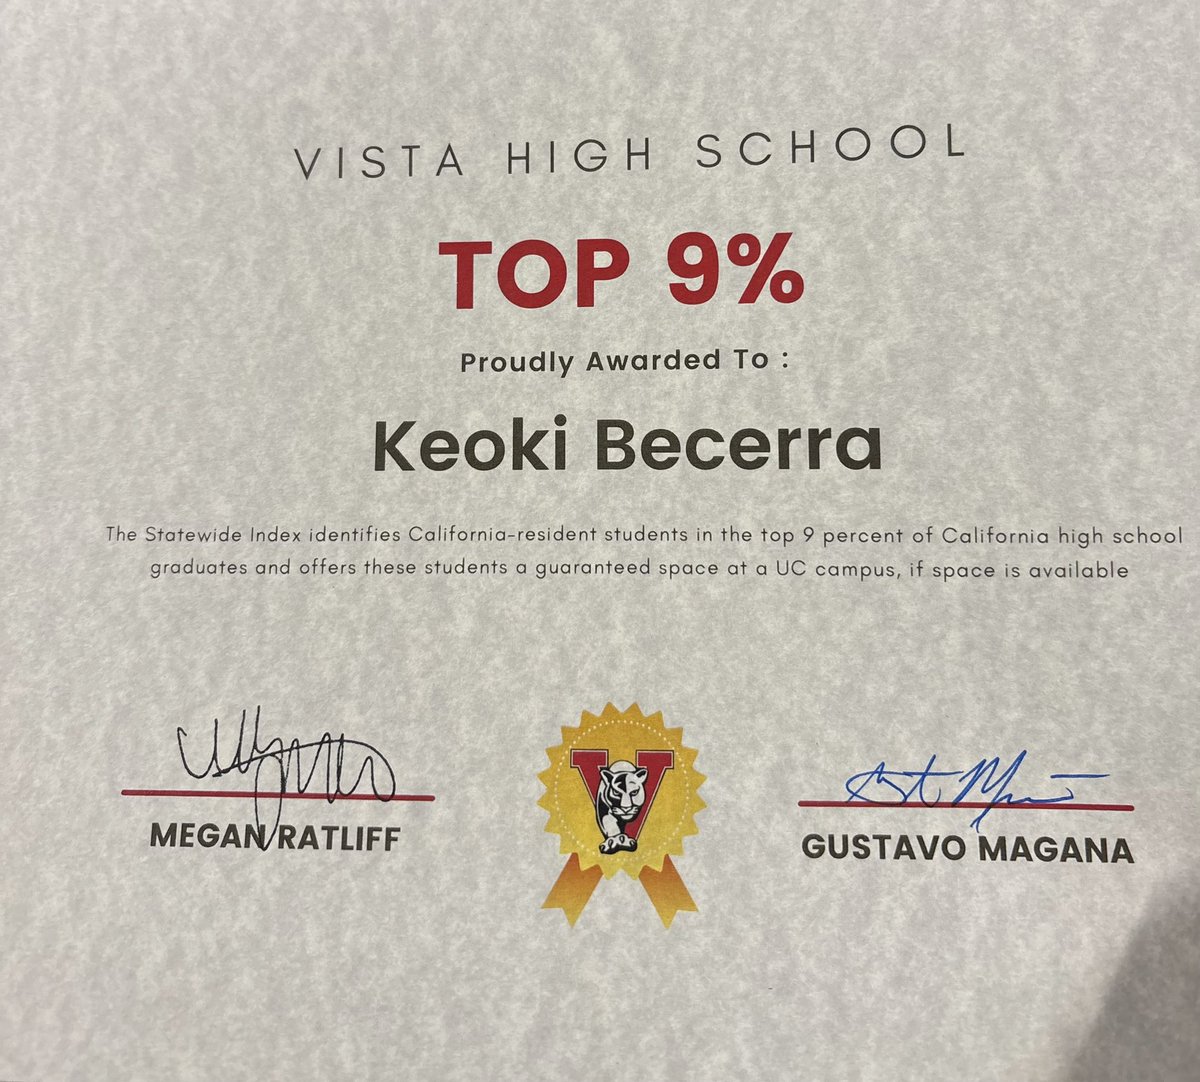 VISTA HIGH SCHOOL
TOP 9%
Proudly Awarded To :
Keoki Becerra
The Statewide Index identifies California-resident students in the top 9 percent of California high school
graduates and offers these students a guaranteed space at a UC campus, if space is available
V
MEGAN RATLIFF
GUSTAVO MAGANA